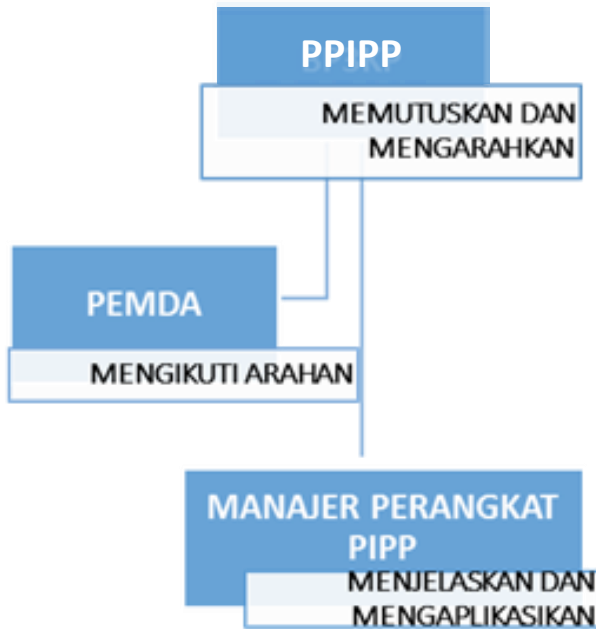 PPIPP
MEMUTUSKAN DAN
MENGARAHKAN
PEMDA
MENGIKUTI ARAHAN
MANAJER PERANGKAT
PIPP
MENJELASKAN DAN
MENGAPLIKASIKAN